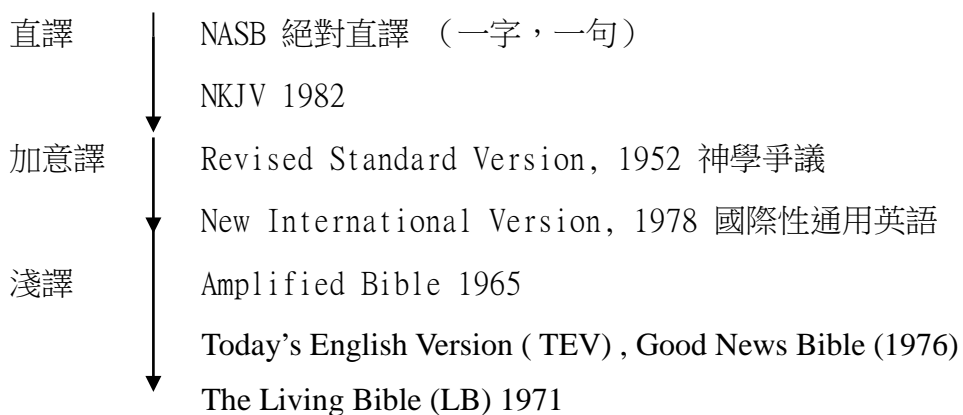 直譯 NASB 絕對直譯 （一字，一句）
NKJV 1982
加意譯 Revised Standard Version, 1952 神學爭議
New International Version, 1978 國際性通用英語
淺譯 Amplified Bible 1965
Today's English Version ( TEV) , Good News Bible (1976)
The Living Bible (LB) 1971